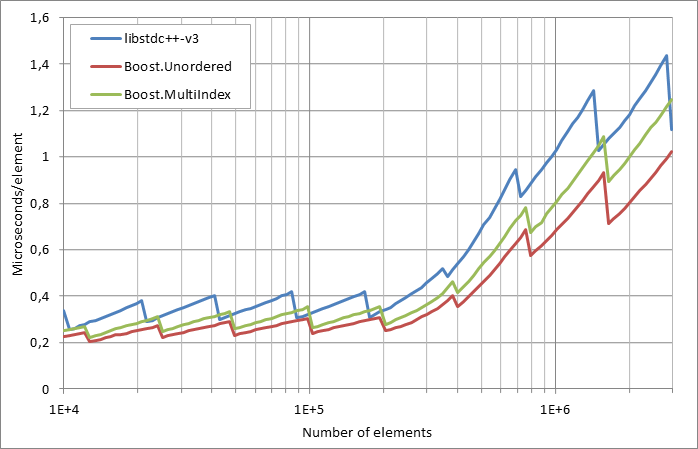 1,6
1,4
1,2
1
0,8
0,6
0,4
0,2
0
Microseconds/element
libstdc++-v3
Boost.Unordered
Boost.MultiIndex
1E+4
1E+5
1E+6
Number of elements